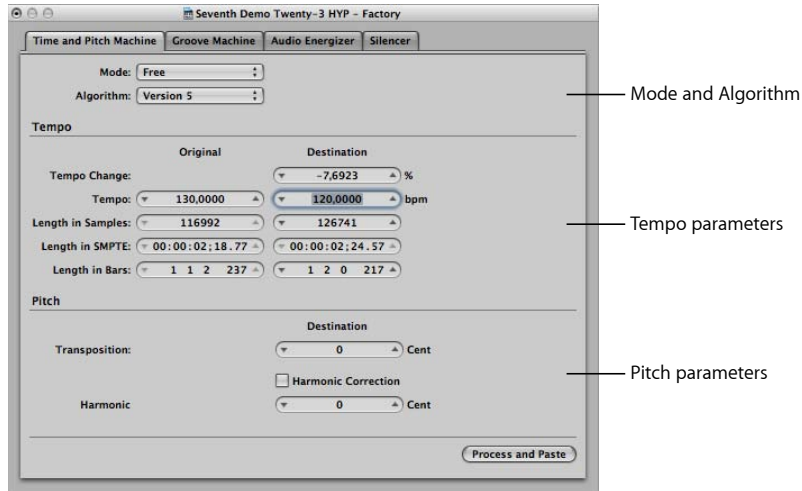 Seventh Demo Twenty-3 HYP - Factory
Time and Pitch Machine Groove Machine Audio Energizer Silencer
Mode: Free
Algorithm: Version 5
Mode and Algorithm
Tempo
Original Destination
Tempo Change: -7,6923 %
Tempo: 130,0000 120,0000 bpm
Length in Samples: 116992 126741
Tempo parameters
Length in SMPTE: 00:00:02;18.77 00:00:02;24.57
Length in Bars: 1 1 2 237 1 2 0 217
Pitch
Destination
Transposition: 0 Cent
Pitch parameters
Harmonic Correction
Harmonic 0 Cent
Process and Paste